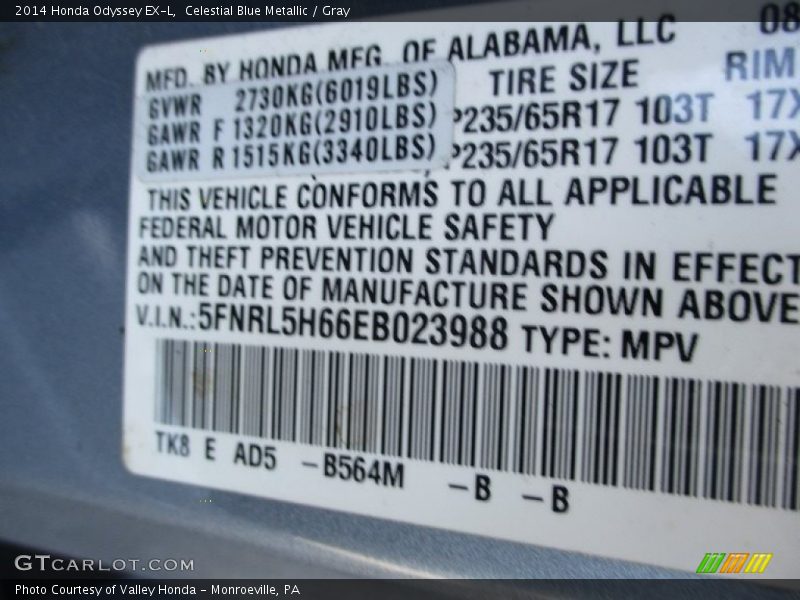 2014 Honda Odyssey EX-L, Celestial Blue Metallic / Gray
08
MFD. BY HONDA MFG. OF ALABAMA, LLC
GVWR 2730KG(6019LBS) TIRE SIZE RIM
GAWR F 1320KG(2910LBS) P235/65R17 103T 17X
GAWR R 1515KG(3340LBS) P235/65R17 103T 17X
THIS VEHICLE CONFORMS TO ALL APPLICABLE
FEDERAL MOTOR VEHICLE SAFETY
AND THEFT PREVENTION STANDARDS IN EFFECT
ON THE DATE OF MANUFACTURE SHOWN ABOVE
V.I.N.:5FNRL5H66EB023988 TYPE: MPV
TK8 E AD5 -B564M -B -B
GTCARLOT.COM
Photo Courtesy of Valley Honda - Monroeville, PA